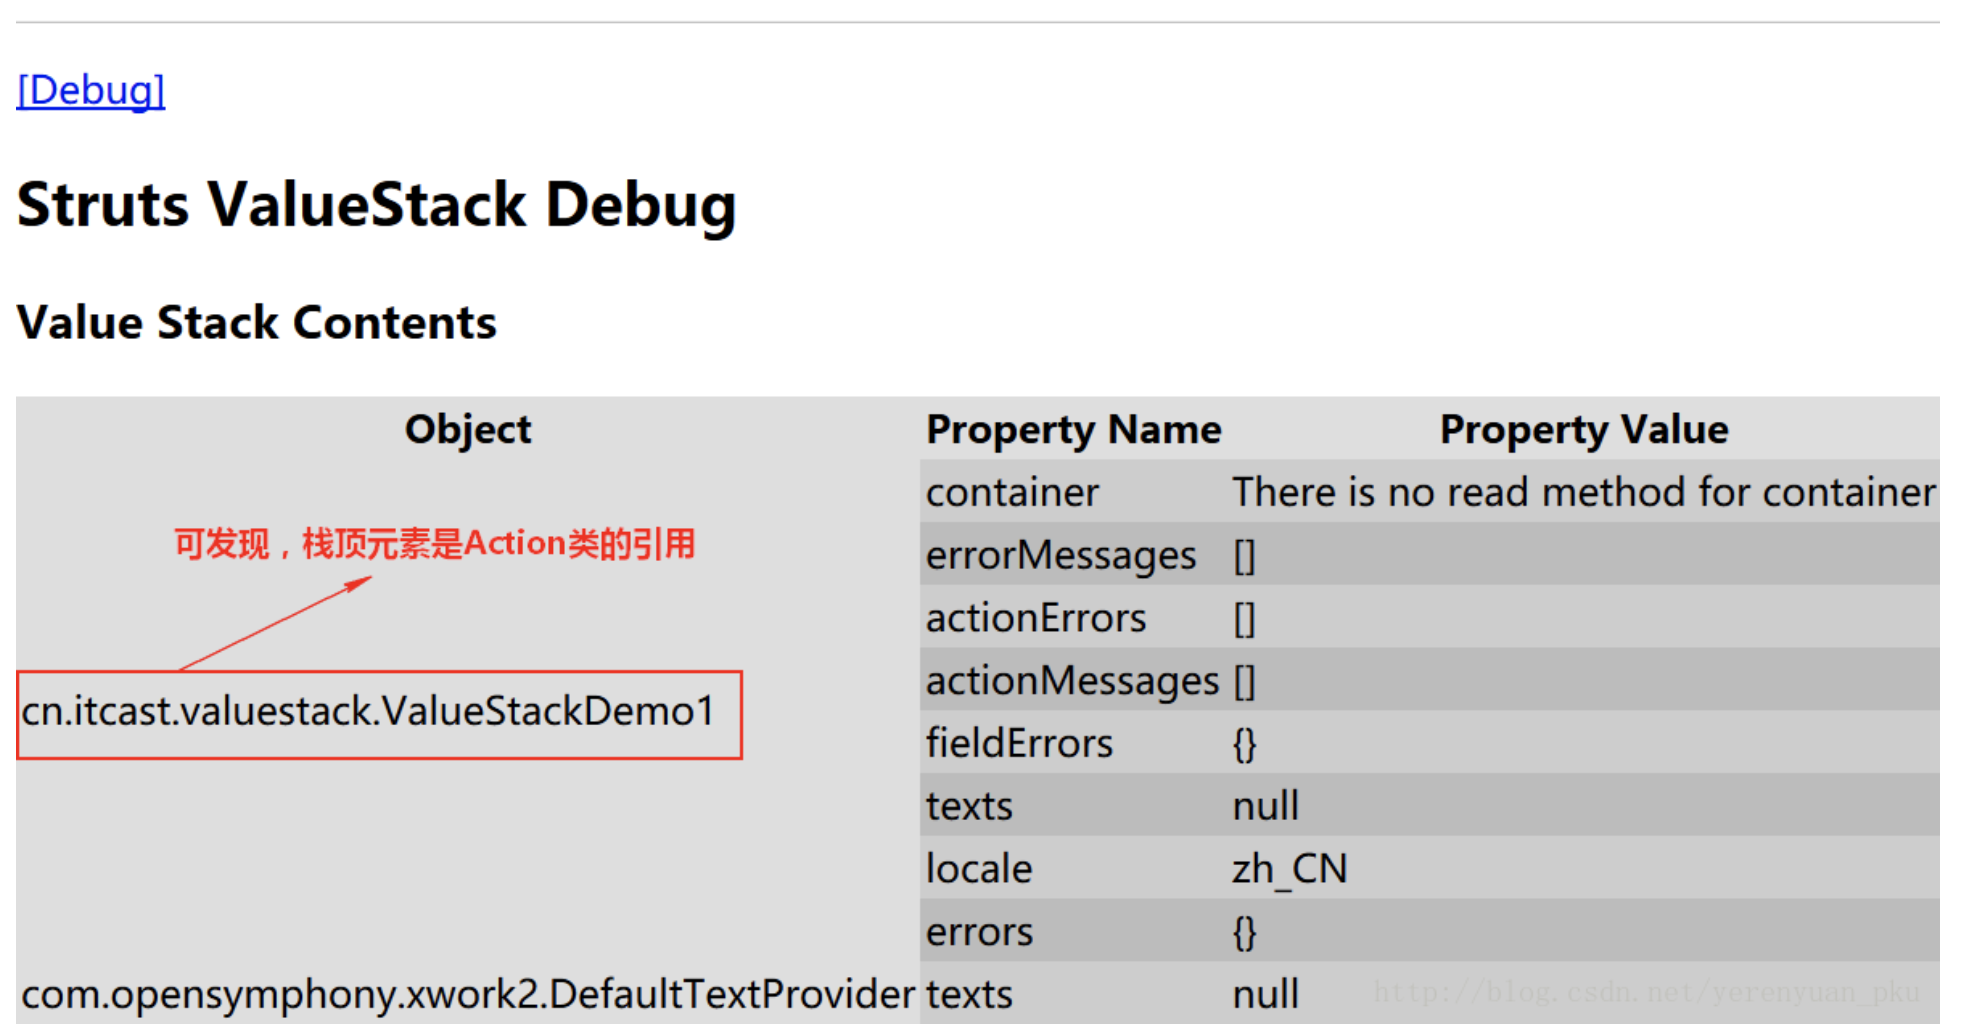 [Debug]
Struts ValueStack Debug
Value Stack Contents
Object Property Name Property Value
container There is no read method for container
可发现，栈顶元素是Action类的引用
errorMessages []
actionErrors []
actionMessages []
cn.itcast.valuestack.ValueStackDemo1
fieldErrors {}
texts null
locale zh_CN
errors {}
com.opensymphony.xwork2.DefaultTextProvider texts null
http://blog.csdn.net/yerenyuan_pku